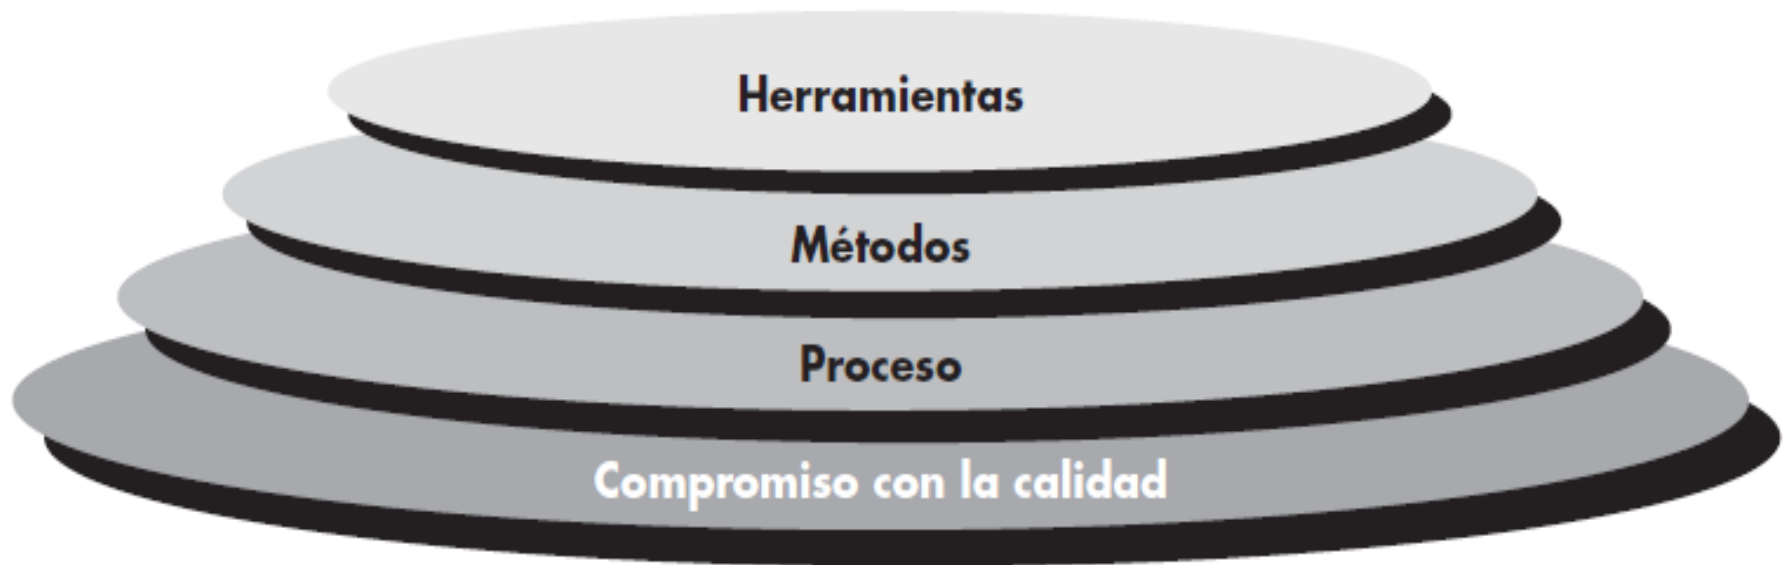 Herramientas
Métodos
Proceso
Compromiso con la calidad